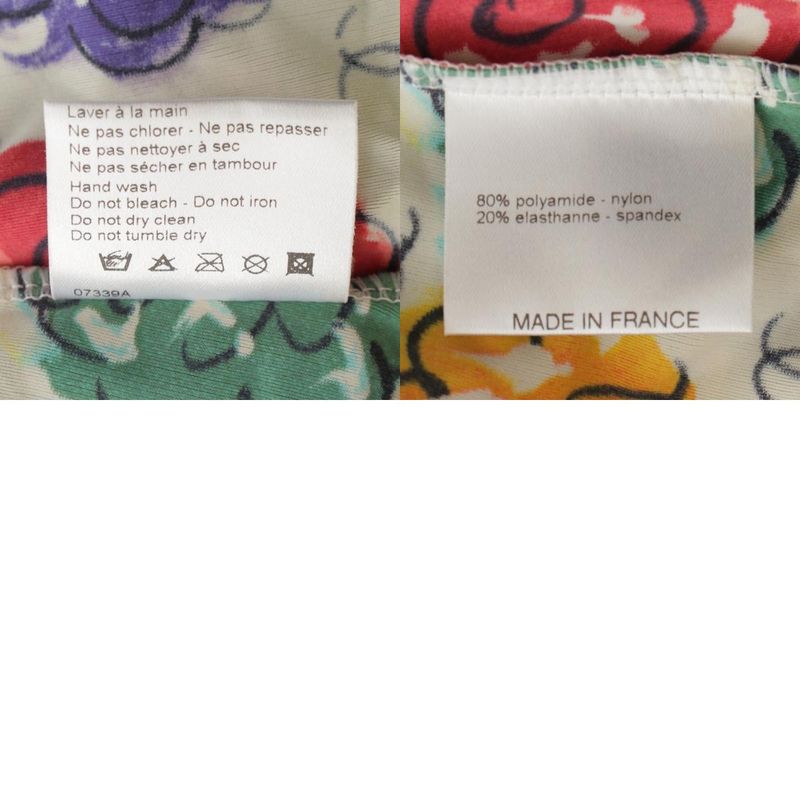 Laver à la main
Ne pas chlorer - Ne pas repasser
Ne pas nettoyer à sec
Ne pas sécher en tambour
Hand wash
Do not bleach - Do not iron
Do not dry clean
Do not tumble dry
07339A
80% polyamide - nylon
20% elasthanne - spandex
MADE IN FRANCE